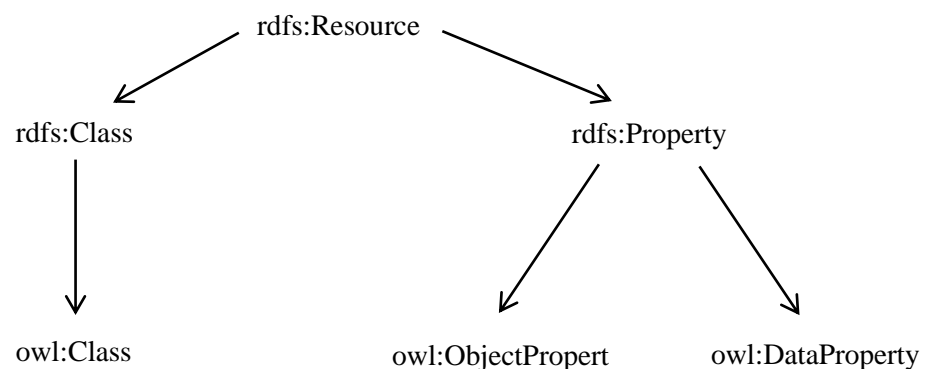 rdfs:Resource
rdfs:Class
rdfs:Property
owl:Class
owl:ObjectPropert
owl:DataProperty